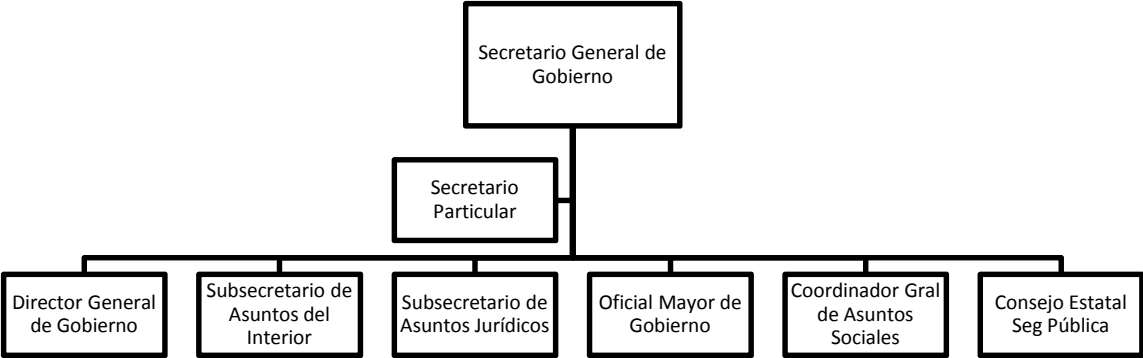 Secretario General de
Gobierno
Secretario
Particular
Director General
de Gobierno
Subsecretario de
Asuntos del
Interior
Subsecretario de
Asuntos Jurídicos
Oficial Mayor de
Gobierno
Coordinador Gral
de Asuntos
Sociales
Consejo Estatal
Seg Pública